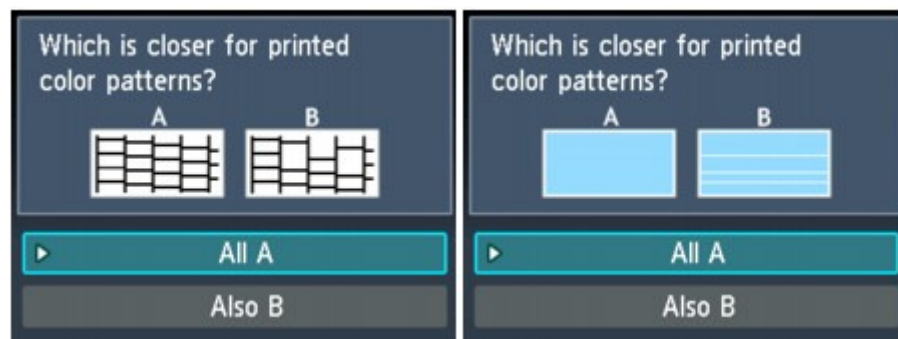 Which is closer for printed
color patterns?
A B
All A
Also B
Which is closer for printed
color patterns?
A B
All A
Also B